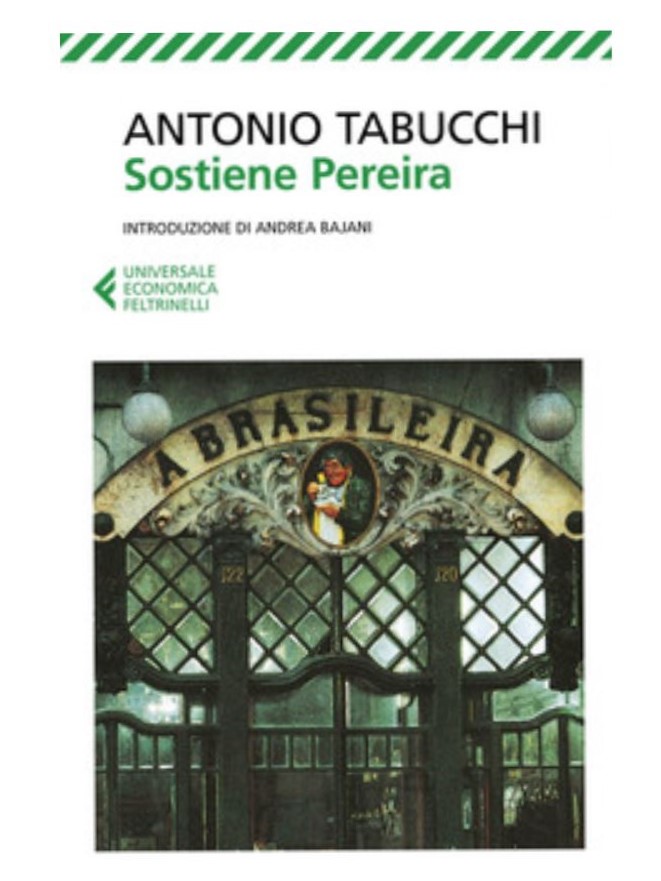 ANTONIO TABUCCHI
Sostiene Pereira
INTRODUZIONE DI ANDREA BAJANI
UNIVERSALE
ECONOMICA
FELTRINELLI
A BRASILEIRA
122
120